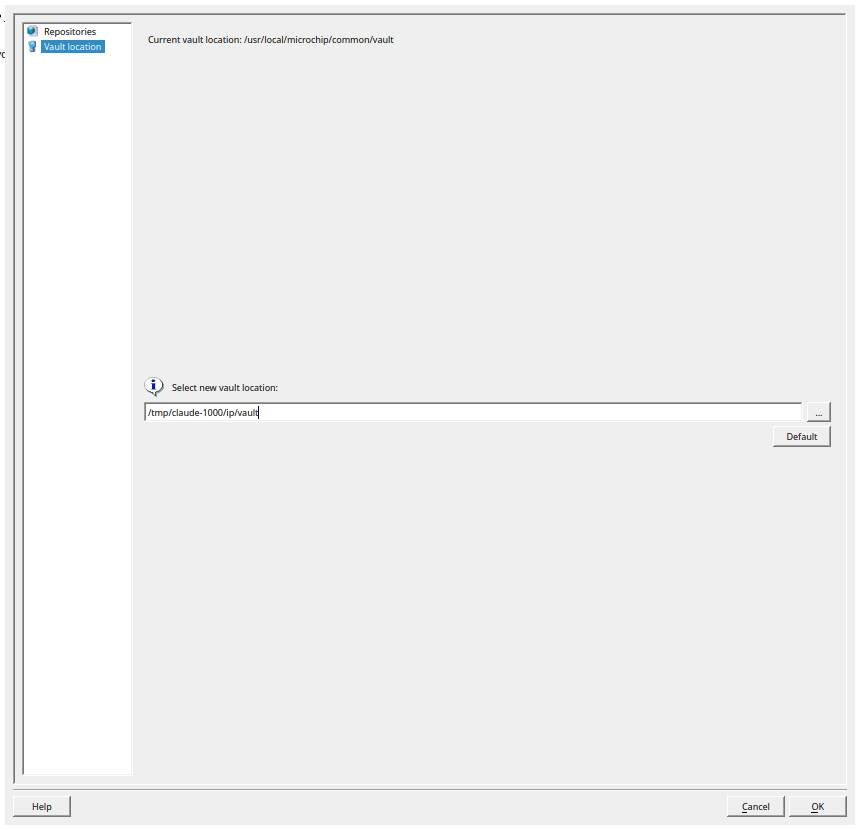 Repositories
Vault location
Current vault location: /usr/local/microchip/common/vault
Select new vault location:
/tmp/claude-1000/ip/vault
...
Default
Help
Cancel
OK